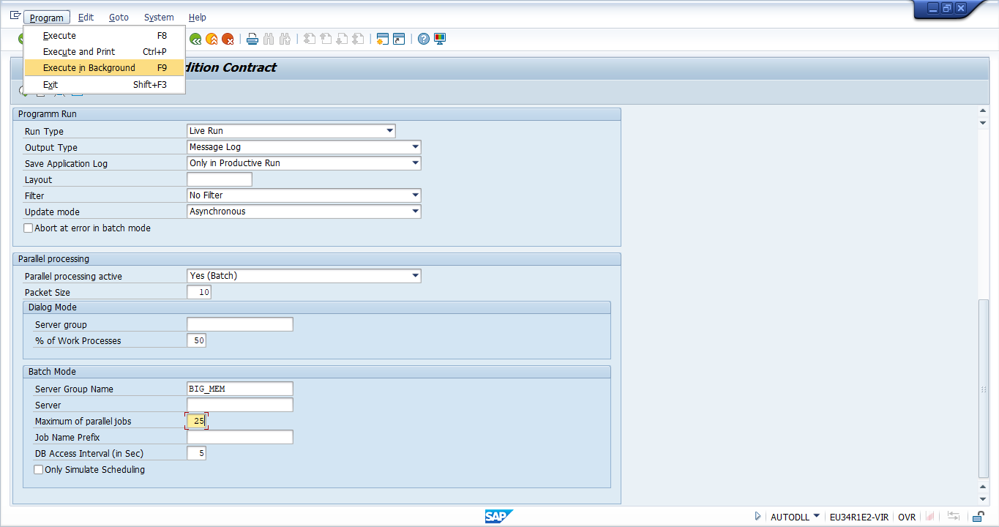 Program Edit Goto System Help
Execute F8
Execute and Print Ctrl+P
Execute in Background F9
Exit Shift+F3
dition Contract
Programm Run
Run Type Live Run
Output Type Message Log
Save Application Log Only in Productive Run
Layout
Filter No Filter
Update mode Asynchronous
Abort at error in batch mode
Parallel processing
Parallel processing active Yes (Batch)
Packet Size 10
Dialog Mode
Server group
% of Work Processes 50
Batch Mode
Server Group Name BIG_MEM
Server
Maximum of parallel jobs 25
Job Name Prefix
DB Access Interval (in Sec) 5
Only Simulate Scheduling
SAP AUTODLL EU34R1E2-VIR OVR